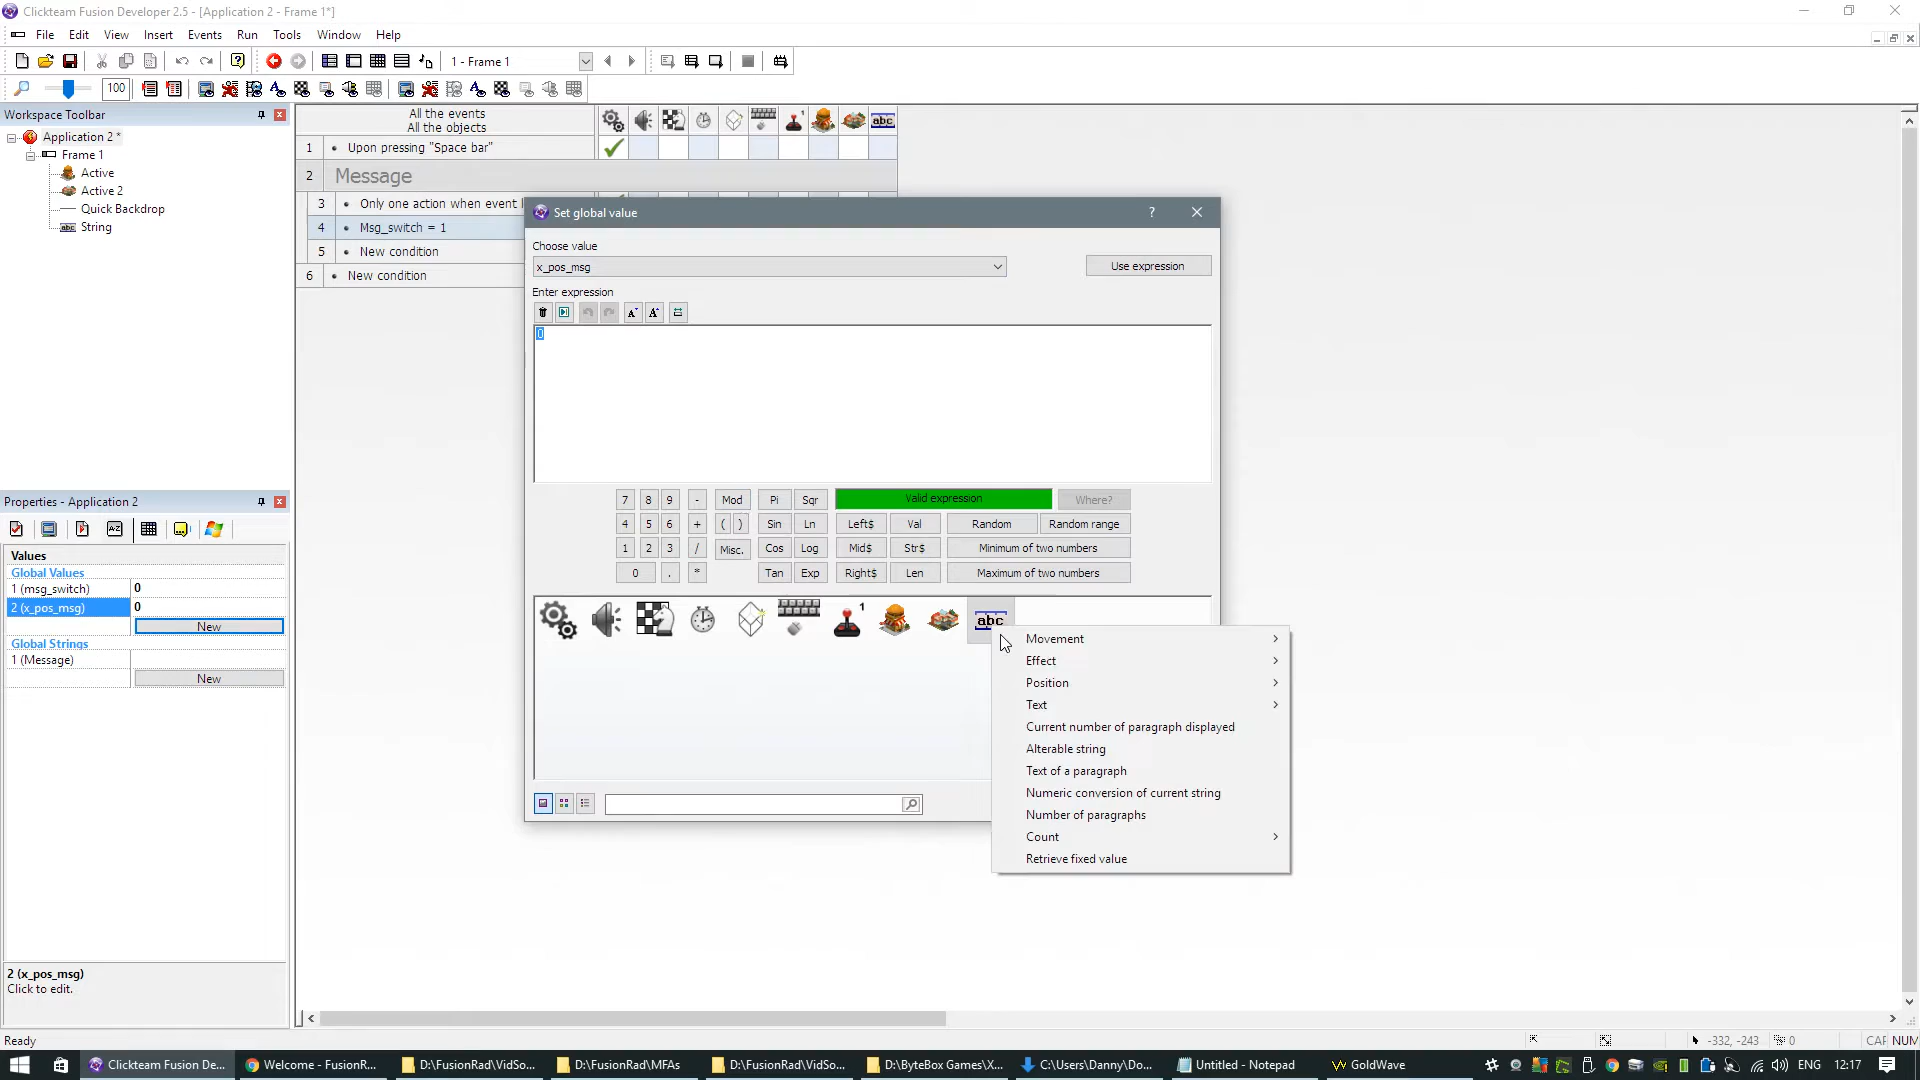 Clickteam Fusion Developer 2.5 - [Application 2 - Frame 1*]
File Edit View Insert Events Run Tools Window Help
1 - Frame 1
100
Workspace Toolbar
Application 2 *
Frame 1
Active
Active 2
Quick Backdrop
abc String
All the events
All the objects
abc
1 • Upon pressing "Space bar"
2 Message
3 • Only one action when event l
4 • Msg_switch = 1
5 • New condition
6 • New condition
Set global value
?
Choose value
x_pos_msg
Use expression
Enter expression
0
7 8 9 - Mod Pi Sqr Valid expression Where?
4 5 6 + ( ) Sin Ln Left$ Val Random Random range
1 2 3 / Misc. Cos Log Mid$ Str$ Minimum of two numbers
0 . * Tan Exp Right$ Len Maximum of two numbers
1
abc
Movement
Effect
Position
Text
Current number of paragraph displayed
Alterable string
Text of a paragraph
Numeric conversion of current string
Number of paragraphs
Count
Retrieve fixed value
Properties - Application 2
Values
Global Values
1 (msg_switch) 0
2 (x_pos_msg) 0
New
Global Strings
1 (Message)
New
2 (x_pos_msg)
Click to edit.
Ready
-332, -243
0
CAP NUM
Clickteam Fusion De...
Welcome - FusionR...
D:\FusionRad\VidSo...
D:\FusionRad\MFAs
D:\FusionRad\VidSo...
D:\ByteBox Games\X...
C:\Users\Danny\Do...
Untitled - Notepad
GoldWave
ENG
12:17